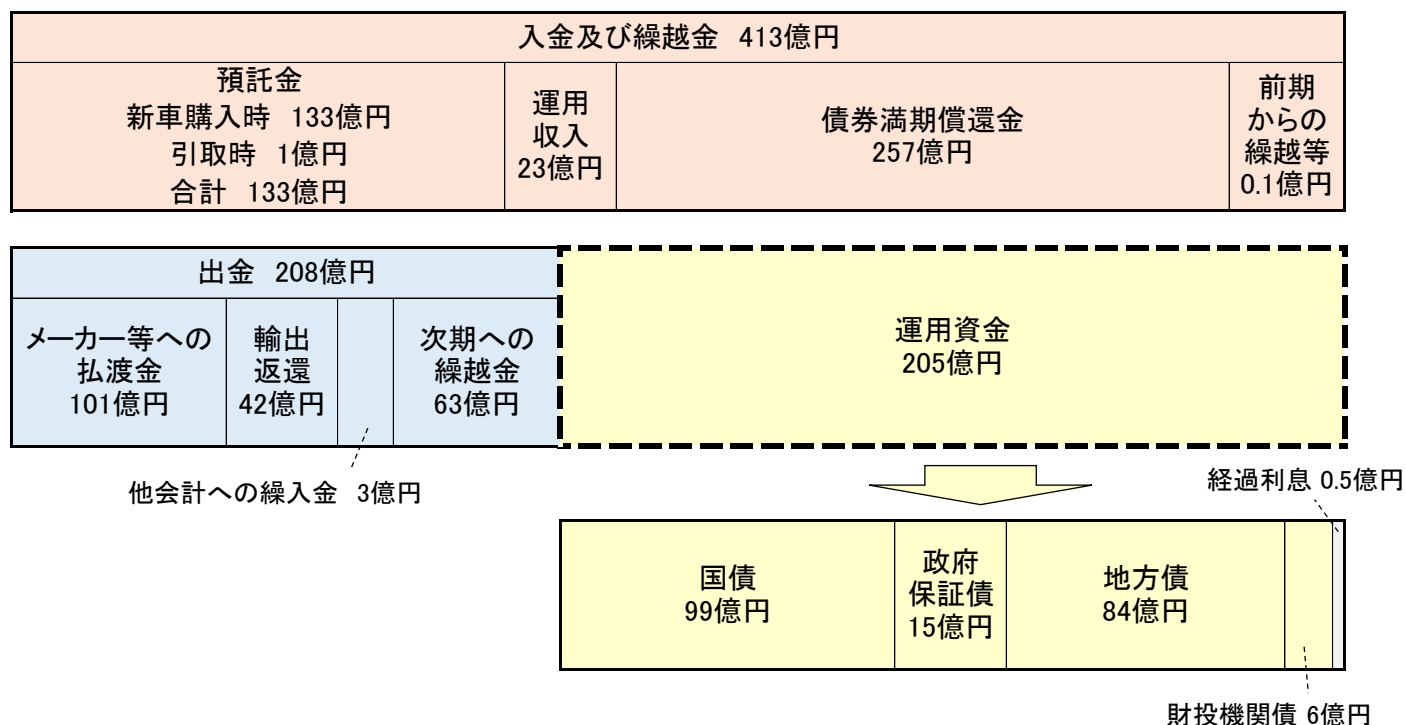 入金及び繰越金 413億円
預託金
新車購入時 133億円
引取時 1億円
合計 133億円
運用
収入
23億円
債券満期償還金
257億円
前期
からの
繰越等
0.1億円
出金 208億円
メーカー等への
払渡金
101億円
輸出
返還
42億円
次期への
繰越金
63億円
他会計への繰入金 3億円
運用資金
205億円
経過利息 0.5億円
国債
99億円
政府
保証債
15億円
地方債
84億円
財投機関債 6億円